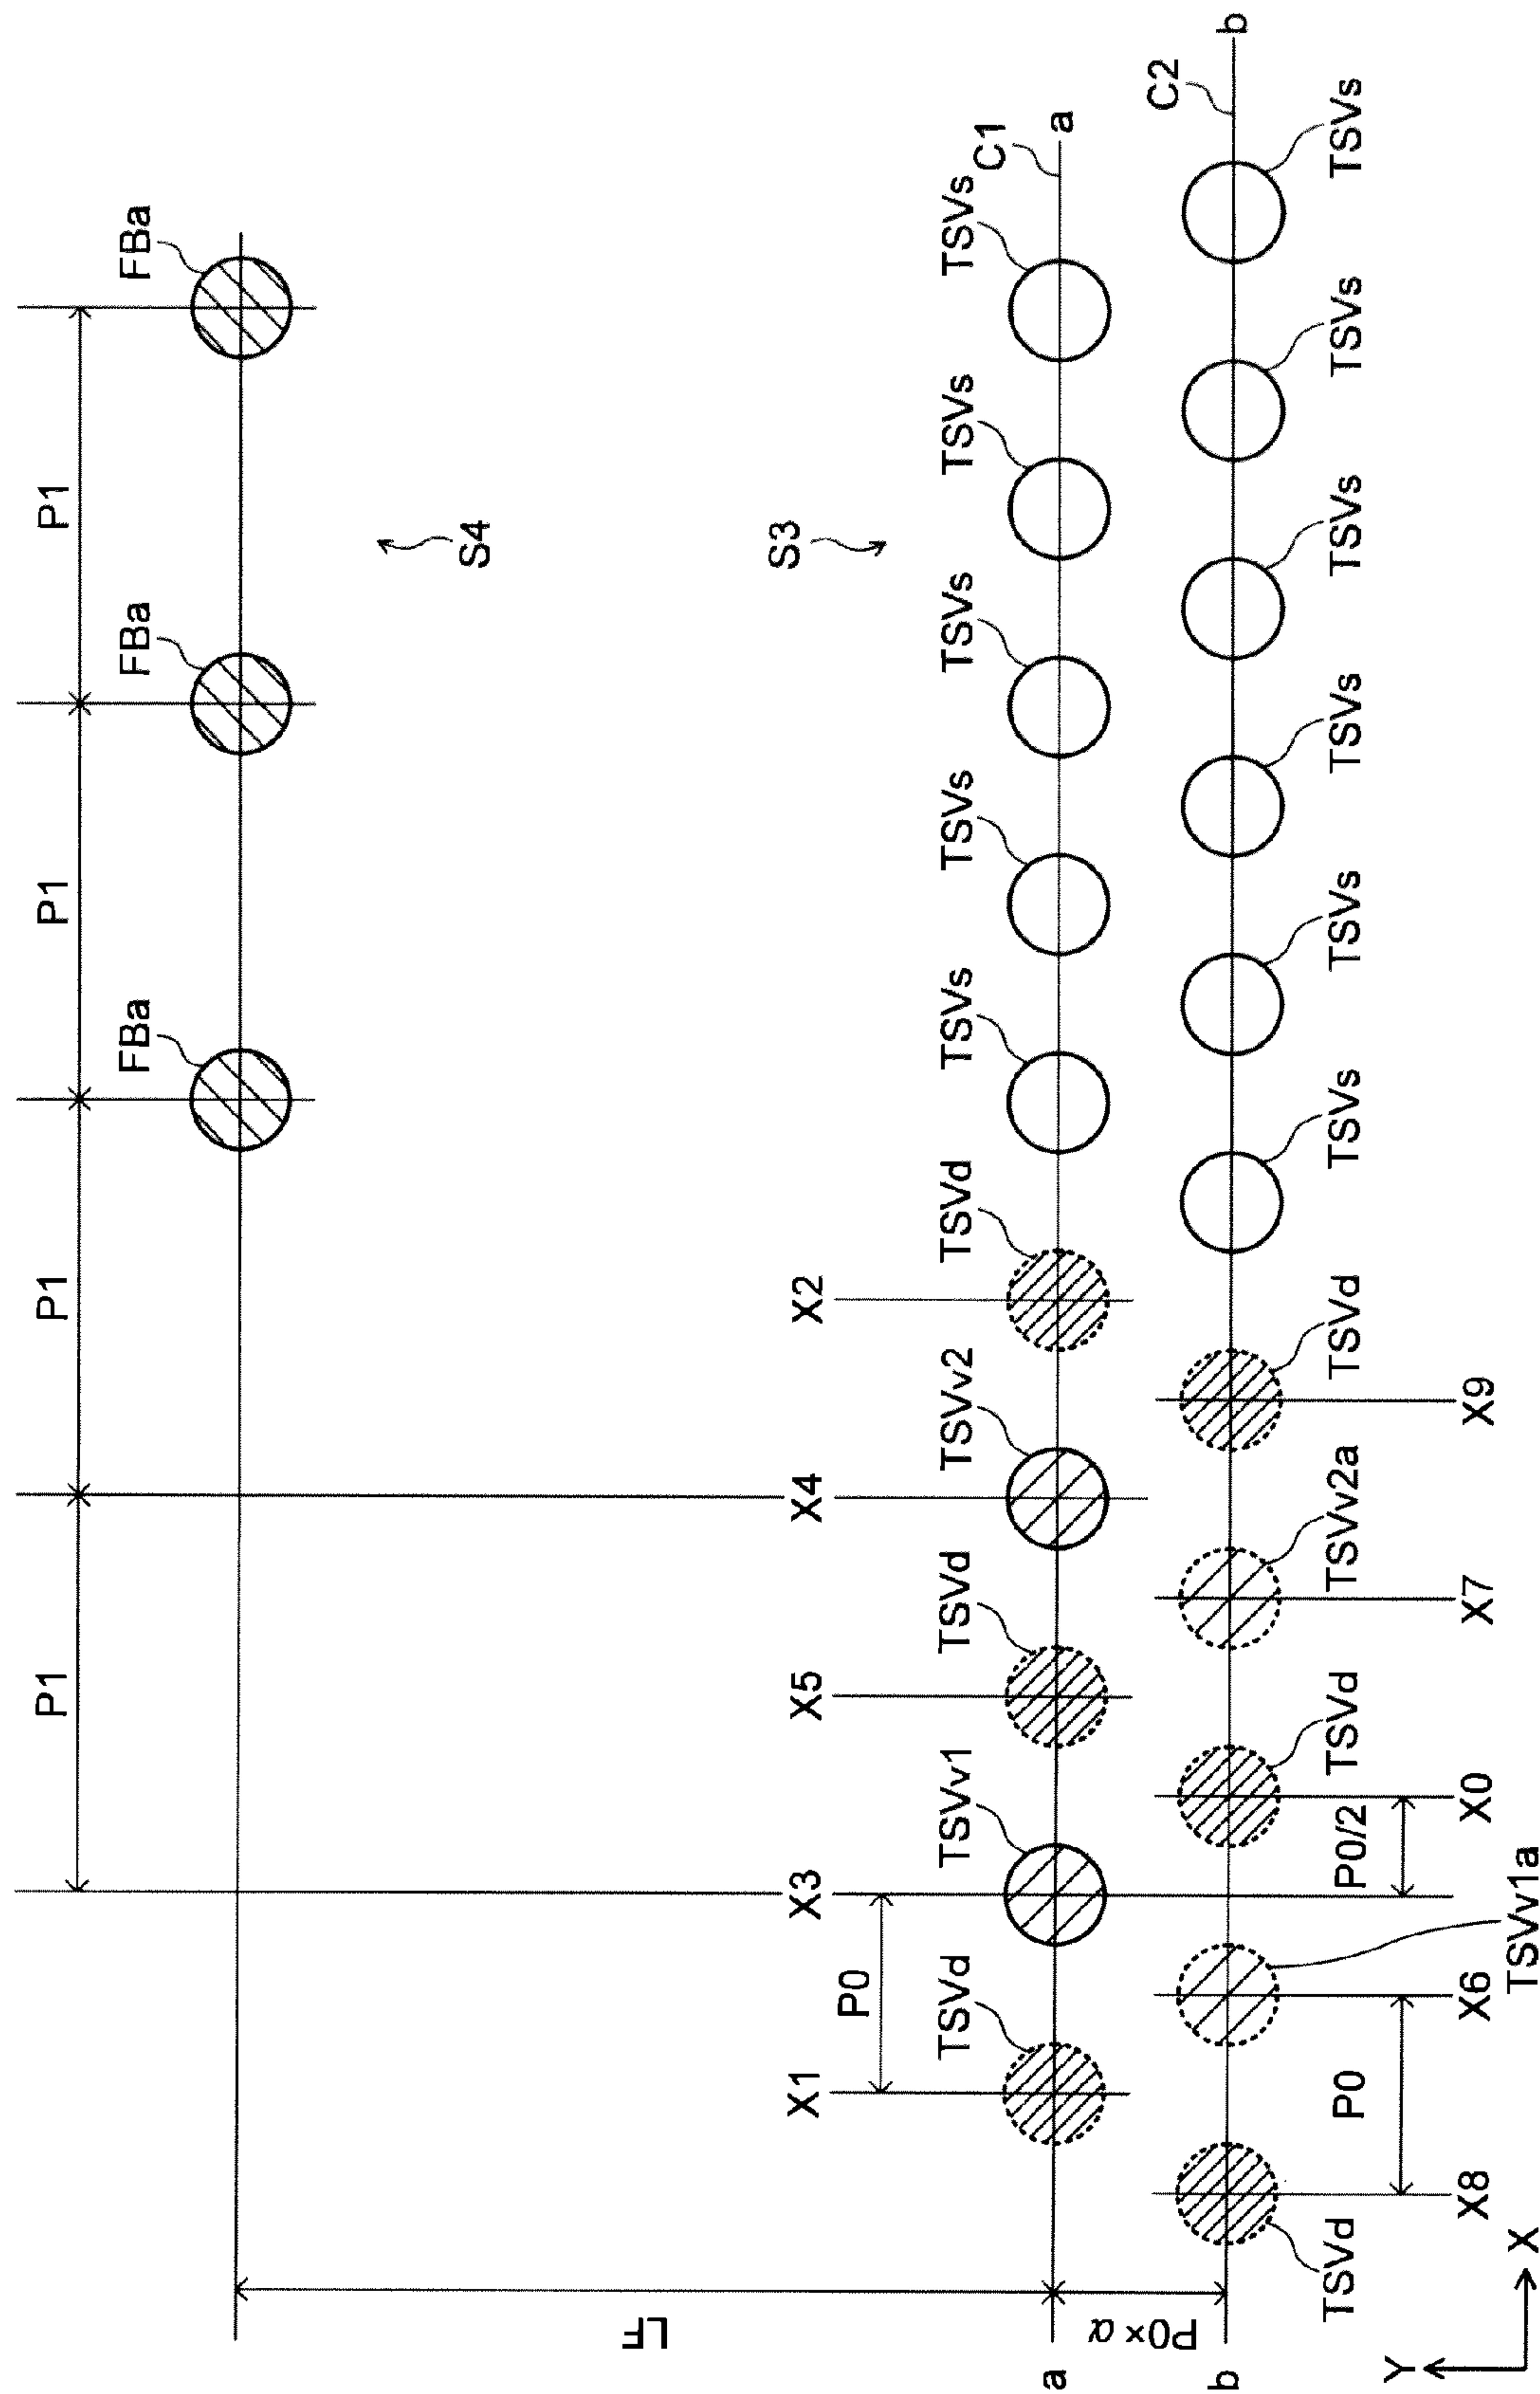 P1
P1
P1
P1
FBa
FBa
FBa
S4
S3
LF
X1
X3
X5
X4
X2
P0
TSVd
TSVv1
TSVd
TSVv2
TSVd
TSVs
TSVs
TSVs
TSVs
TSVs
C1
a
a
P0×α
C2
b
b
TSVd
TSVv1a
TSVd
TSVv2a
TSVd
TSVs
TSVs
TSVs
TSVs
TSVs
TSVs
P0
P0/2
X8
X6
X0
X7
X9
Y
X